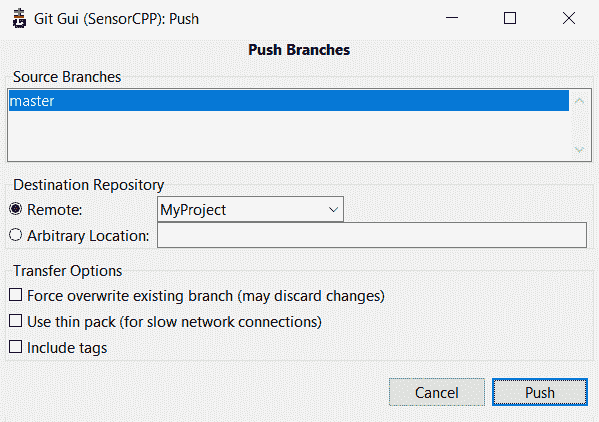 Git Gui (SensorCPP): Push
Push Branches
Source Branches
master
Destination Repository
Remote: MyProject
Arbitrary Location:
Transfer Options
Force overwrite existing branch (may discard changes)
Use thin pack (for slow network connections)
Include tags
Cancel Push